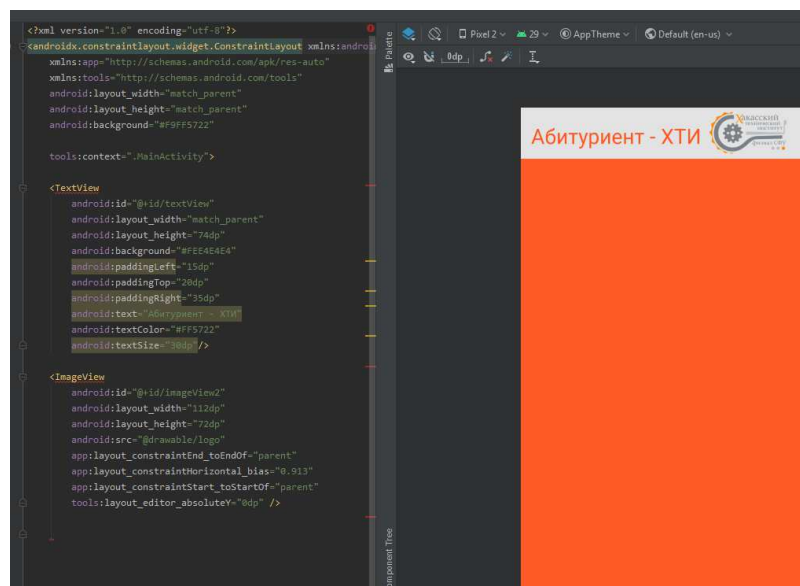 <?xml version="1.0" encoding="utf-8"?>
<androidx.constraintlayout.widget.ConstraintLayout xmlns:androi
xmlns:app="http://schemas.android.com/apk/res-auto"
xmlns:tools="http://schemas.android.com/tools"
android:layout_width="match_parent"
android:layout_height="match_parent"
android:background="#F9FF5722"
tools:context=".MainActivity">
<TextView
android:id="@+id/textView"
android:layout_width="match_parent"
android:layout_height="74dp"
android:background="#FEE4E4E4"
android:paddingLeft="15dp"
android:paddingTop="20dp"
android:paddingRight="35dp"
android:text="Абитуриент - ХТИ"
android:textColor="#FF5722"
android:textSize="30dp"/>
<ImageView
android:id="@+id/imageView2"
android:layout_width="112dp"
android:layout_height="72dp"
android:src="@drawable/logo"
app:layout_constraintEnd_toEndOf="parent"
app:layout_constraintHorizontal_bias="0.913"
app:layout_constraintStart_toStartOf="parent"
tools:layout_editor_absoluteY="0dp" />
Palette
Component Tree
Pixel 2
29
AppTheme
Default (en-us)
0dp
Абитуриент - ХТИ
Хакасский
технический
институт
филиал СФУ